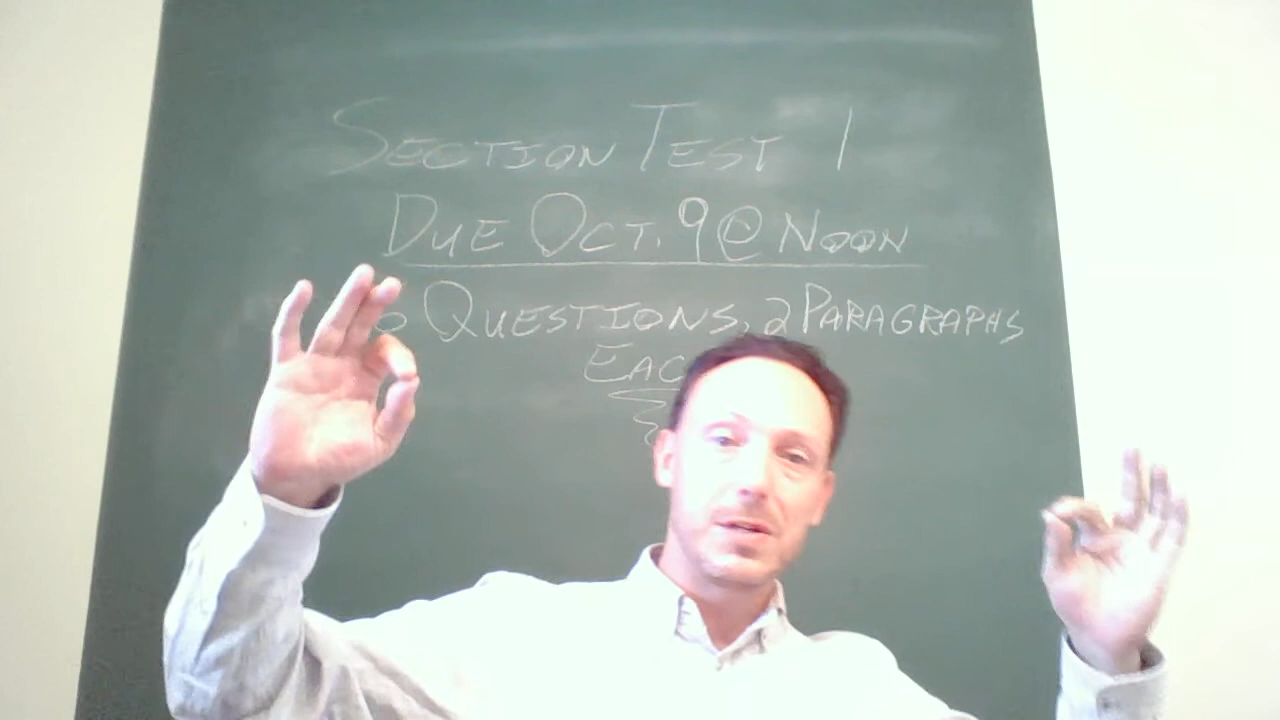 SECTION TEST 1
DUE OCT. 9 @ NOON
QUESTIONS, 2 PARAGRAPHS